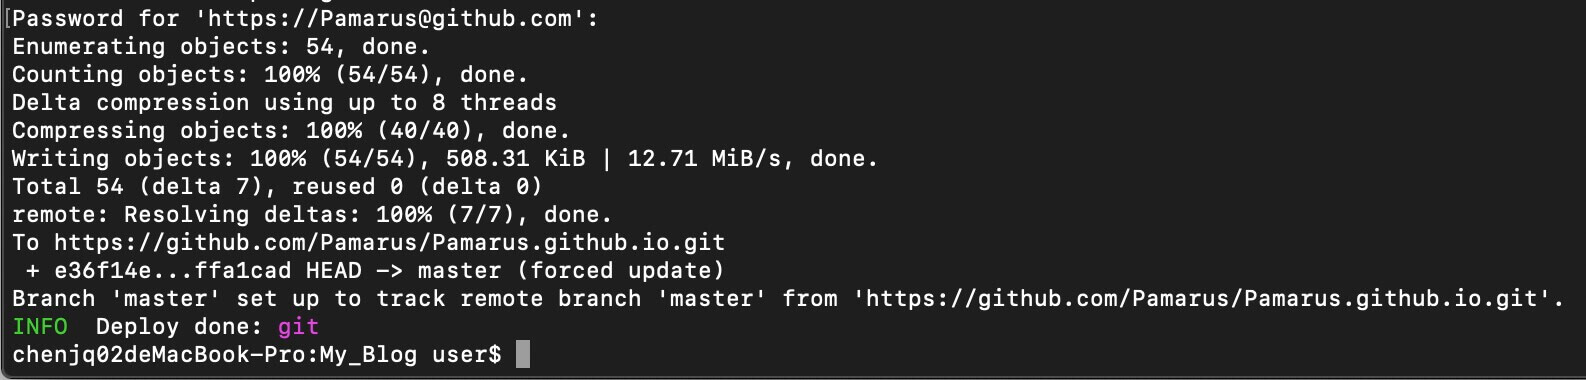 [Password for 'https://Pamarus@github.com':
Enumerating objects: 54, done.
Counting objects: 100% (54/54), done.
Delta compression using up to 8 threads
Compressing objects: 100% (40/40), done.
Writing objects: 100% (54/54), 508.31 KiB | 12.71 MiB/s, done.
Total 54 (delta 7), reused 0 (delta 0)
remote: Resolving deltas: 100% (7/7), done.
To https://github.com/Pamarus/Pamarus.github.io.git
 + e36f14e...ffa1cad HEAD -> master (forced update)
Branch 'master' set up to track remote branch 'master' from 'https://github.com/Pamarus/Pamarus.github.io.git'.
INFO  Deploy done: git
chenjq02deMacBook-Pro:My_Blog user$